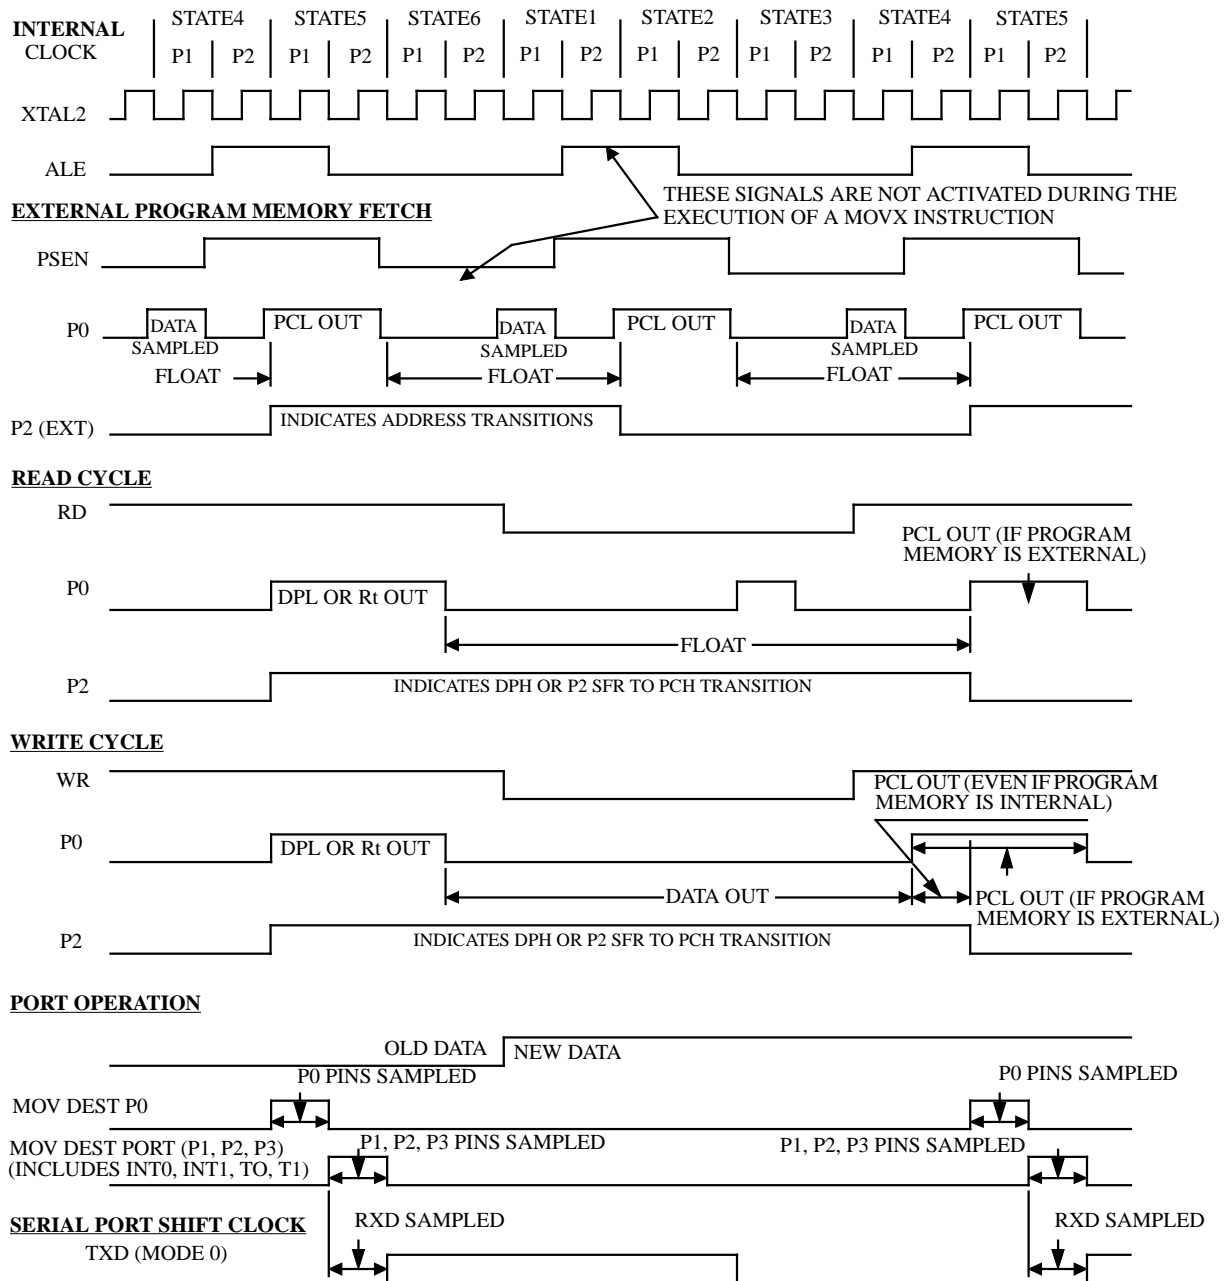 INTERNAL
CLOCK
STATE4 STATE5 STATE6 STATE1 STATE2 STATE3 STATE4 STATE5
P1 P2 P1 P2 P1 P2 P1 P2 P1 P2 P1 P2 P1 P2 P1 P2
XTAL2
ALE
THESE SIGNALS ARE NOT ACTIVATED DURING THE
EXECUTION OF A MOVX INSTRUCTION
EXTERNAL PROGRAM MEMORY FETCH
PSEN
P0
DATA PCL OUT DATA PCL OUT DATA PCL OUT
SAMPLED SAMPLED SAMPLED
FLOAT FLOAT FLOAT
P2 (EXT)
INDICATES ADDRESS TRANSITIONS
READ CYCLE
RD
PCL OUT (IF PROGRAM
MEMORY IS EXTERNAL)
P0
DPL OR Rt OUT
FLOAT
P2
INDICATES DPH OR P2 SFR TO PCH TRANSITION
WRITE CYCLE
WR
PCL OUT (EVEN IF PROGRAM
MEMORY IS INTERNAL)
P0
DPL OR Rt OUT
DATA OUT
PCL OUT (IF PROGRAM
MEMORY IS EXTERNAL)
P2
INDICATES DPH OR P2 SFR TO PCH TRANSITION
PORT OPERATION
OLD DATA NEW DATA
P0 PINS SAMPLED P0 PINS SAMPLED
MOV DEST P0
MOV DEST PORT (P1, P2, P3)
(INCLUDES INT0, INT1, TO, T1)
P1, P2, P3 PINS SAMPLED P1, P2, P3 PINS SAMPLED
SERIAL PORT SHIFT CLOCK
RXD SAMPLED RXD SAMPLED
TXD (MODE 0)